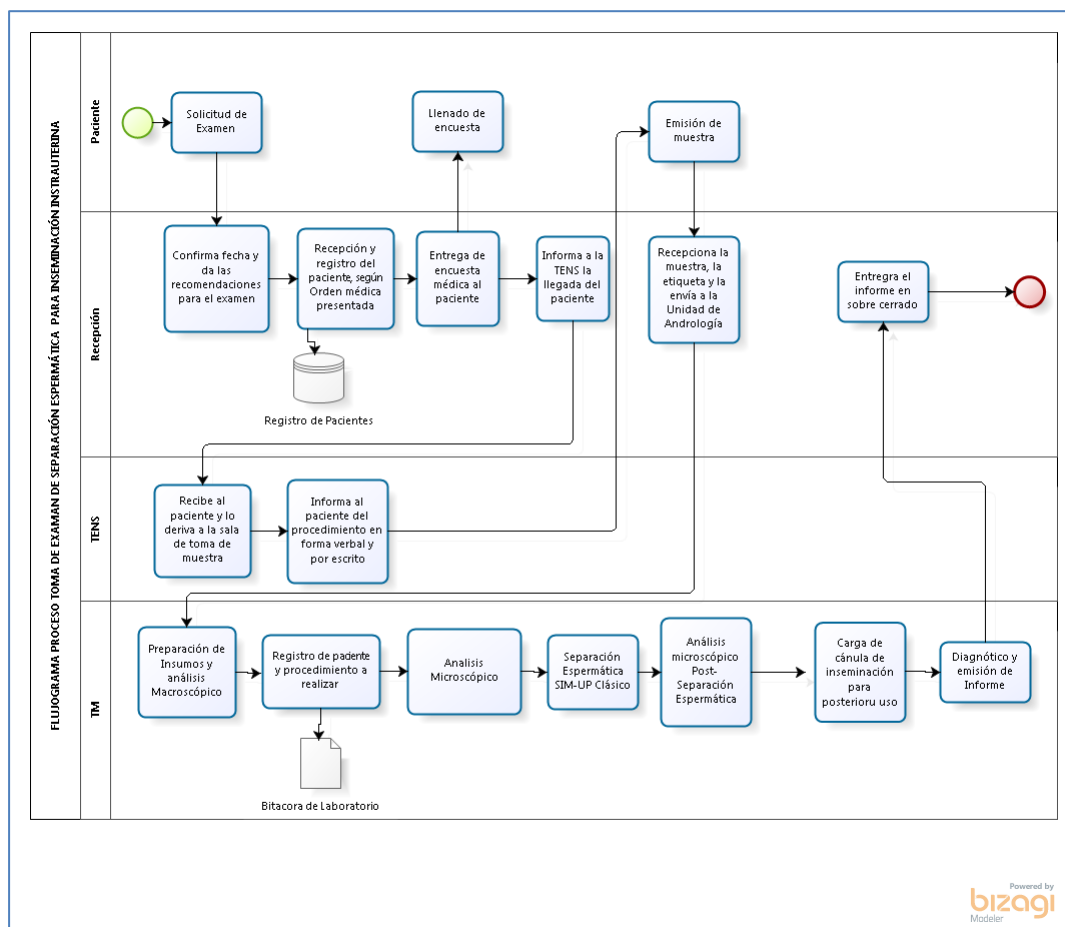 FLUJOGRAMA PROCESO TOMA DE EXAMAN DE SEPARACIÓN ESPERMÁTICA PARA INSEMINACIÓN INSTRAUTERINA
Paciente
Solicitud de
Examen
Llenado de
encuesta
Emisión de
muestra
Recepción
Confirma fecha y
da las
recomendaciones
para el examen
Recepción y
registro del
paciente, según
Orden médica
presentada
Entrega de
encuesta
médica al
paciente
Informa a la
TENS la
llegada del
paciente
Recepciona la
muestra, la
etiqueta y la
envía a la
Unidad de
Andrología
Entregra el
informe en
sobre cerrado
Registro de Pacientes
TENS
Recibe al
paciente y lo
deriva a la sala
de toma de
muestra
Informa al
paciente del
procedimiento en
forma verbal y
por escrito
TM
Preparación de
Insumos y
análisis
Macroscópico
Registro de paciente
y procedimiento a
realizar
Analisis
Microscópico
Separación
Espermática
SIM-UP Clásico
Análisis
microscópico
Post-
Separación
Espermática
Carga de
cánula de
inseminación
para
posterioru uso
Diagnótico y
emisión de
Informe
Bitacora de Laboratorio
Powered by
bizagi
Modeler